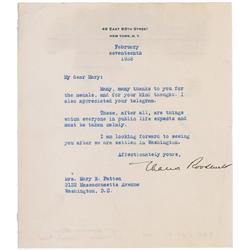 49 EAST 65TH STREET
NEW YORK, N.Y.
February
seventeenth
1933
My dear Mary:
Many, many thanks to you for
the medals, and for your kind thought. I
also appreciated your telegram.
These, after all, are things
which everyone in public life expects and
must be taken calmly.
I am looking forward to seeing
you after we are settled in Washington.
Affectionately yours,
Eleanor Roosevelt
Mrs. Mary E. Patten
2122 Massachusetts Avenue
Washington, D.C.